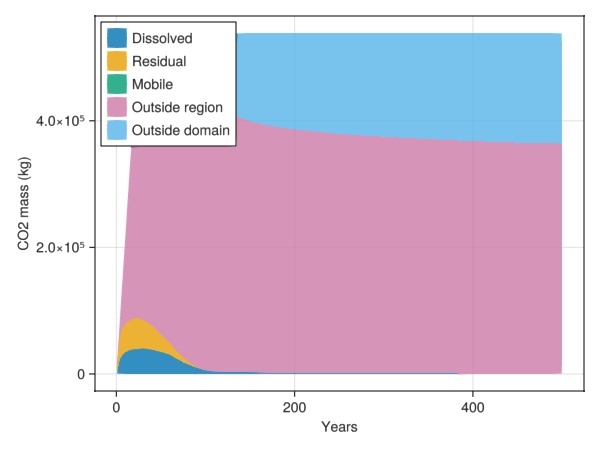 Dissolved
Residual
Mobile
Outside region
Outside domain
4.0×10⁵
2.0×10⁵
0
CO2 mass (kg)
0 200 400
Years